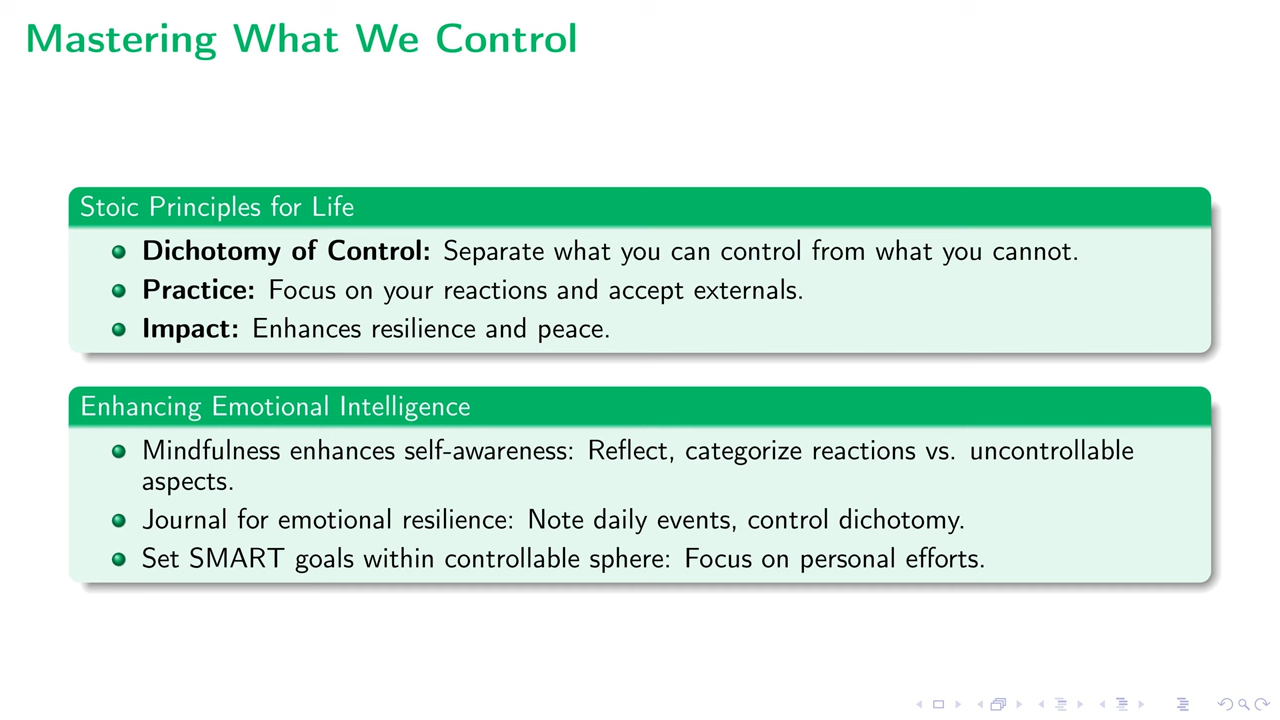 Mastering What We Control
Stoic Principles for Life
Dichotomy of Control: Separate what you can control from what you cannot.
Practice: Focus on your reactions and accept externals.
Impact: Enhances resilience and peace.
Enhancing Emotional Intelligence
Mindfulness enhances self-awareness: Reflect, categorize reactions vs. uncontrollable
aspects.
Journal for emotional resilience: Note daily events, control dichotomy.
Set SMART goals within controllable sphere: Focus on personal efforts.